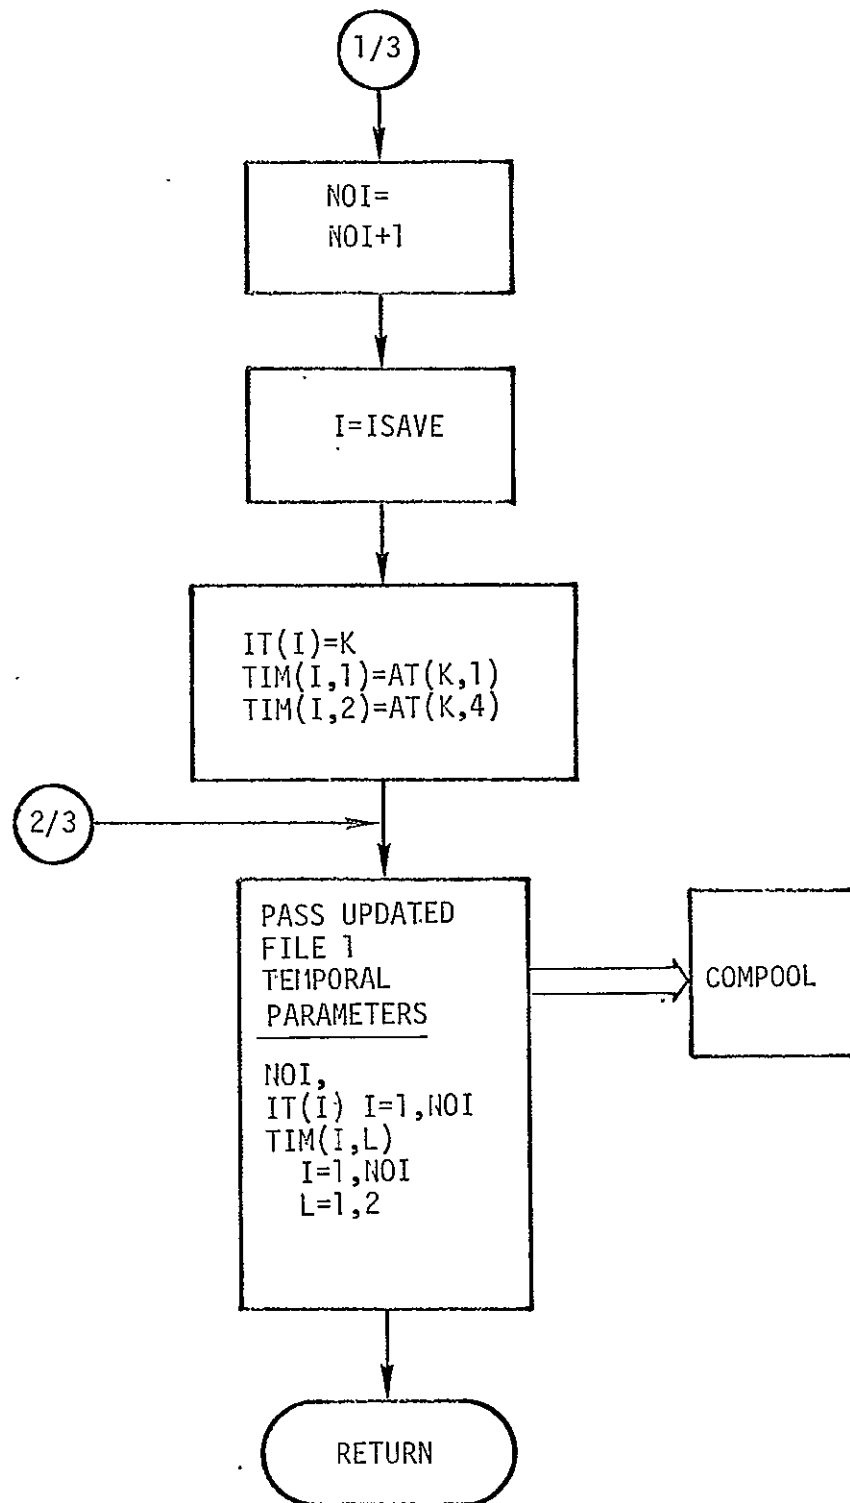 1/3
NOI=
NOI+1
I=ISAVE
IT(I)=K
TIM(I,1)=AT(K,1)
TIM(I,2)=AT(K,4)
2/3
PASS UPDATED
FILE 1
TEMPORAL
PARAMETERS
NOI,
IT(I) I=1,NOI
TIM(I,L)
I=1,NOI
L=1,2
COMPOOL
RETURN